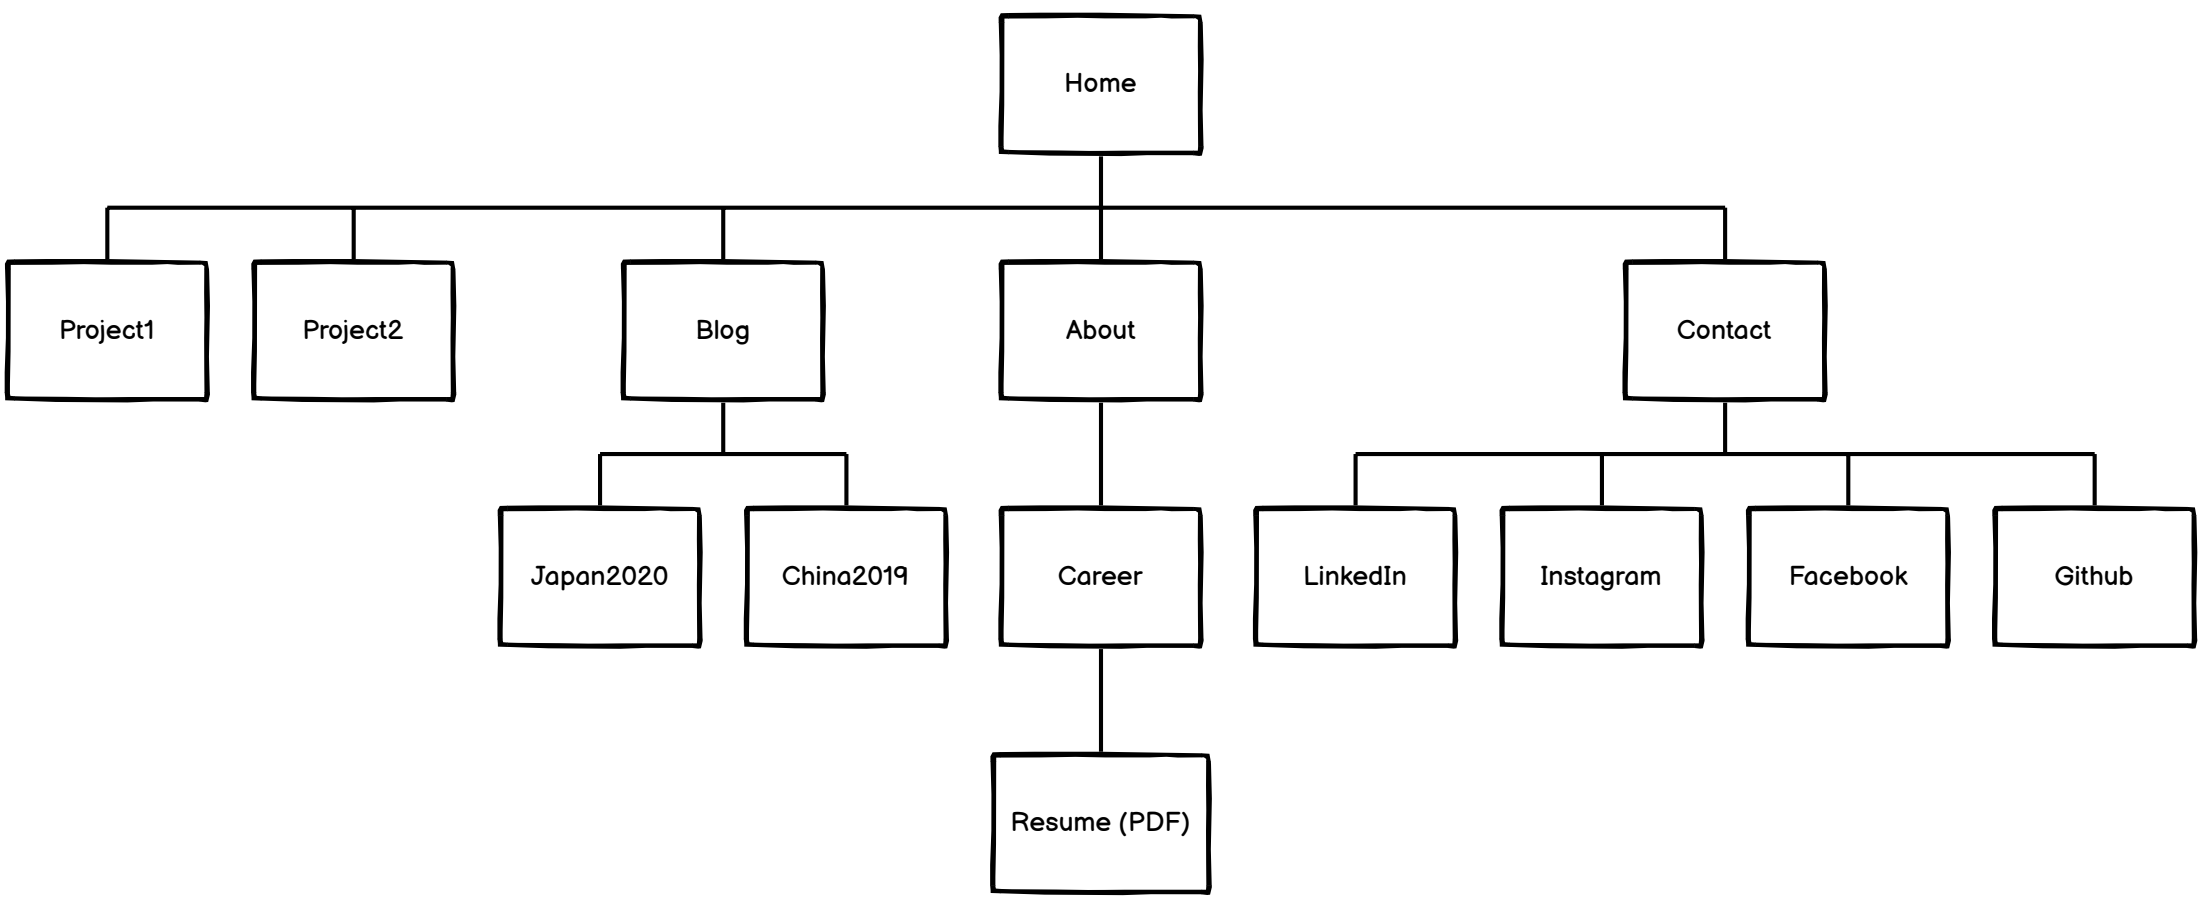 Home
Project1
Project2
Blog
About
Contact
Japan2020
China2019
Career
LinkedIn
Instagram
Facebook
Github
Resume (PDF)